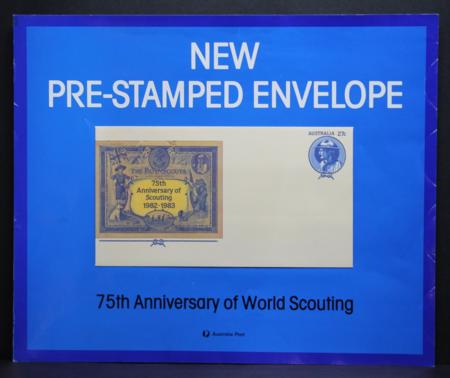 NEW
PRE-STAMPED ENVELOPE
AUSTRALIA 27c
THE BOY SCOUTS
75th
Anniversary of
Scouting
1982-1983
75th Anniversary of World Scouting
Australia Post